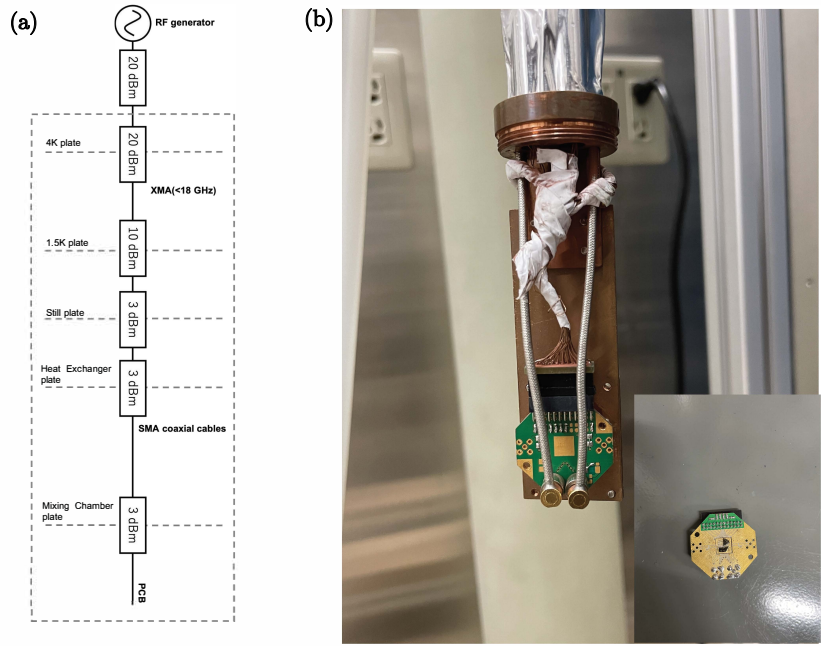 (a)
RF generator
20 dBm
4K plate
20 dBm
XMA(<18 GHz)
1.5K plate
10 dBm
Still plate
3 dBm
Heat Exchanger
plate
3 dBm
SMA coaxial cables
Mixing Chamber
plate
3 dBm
PCB
(b)